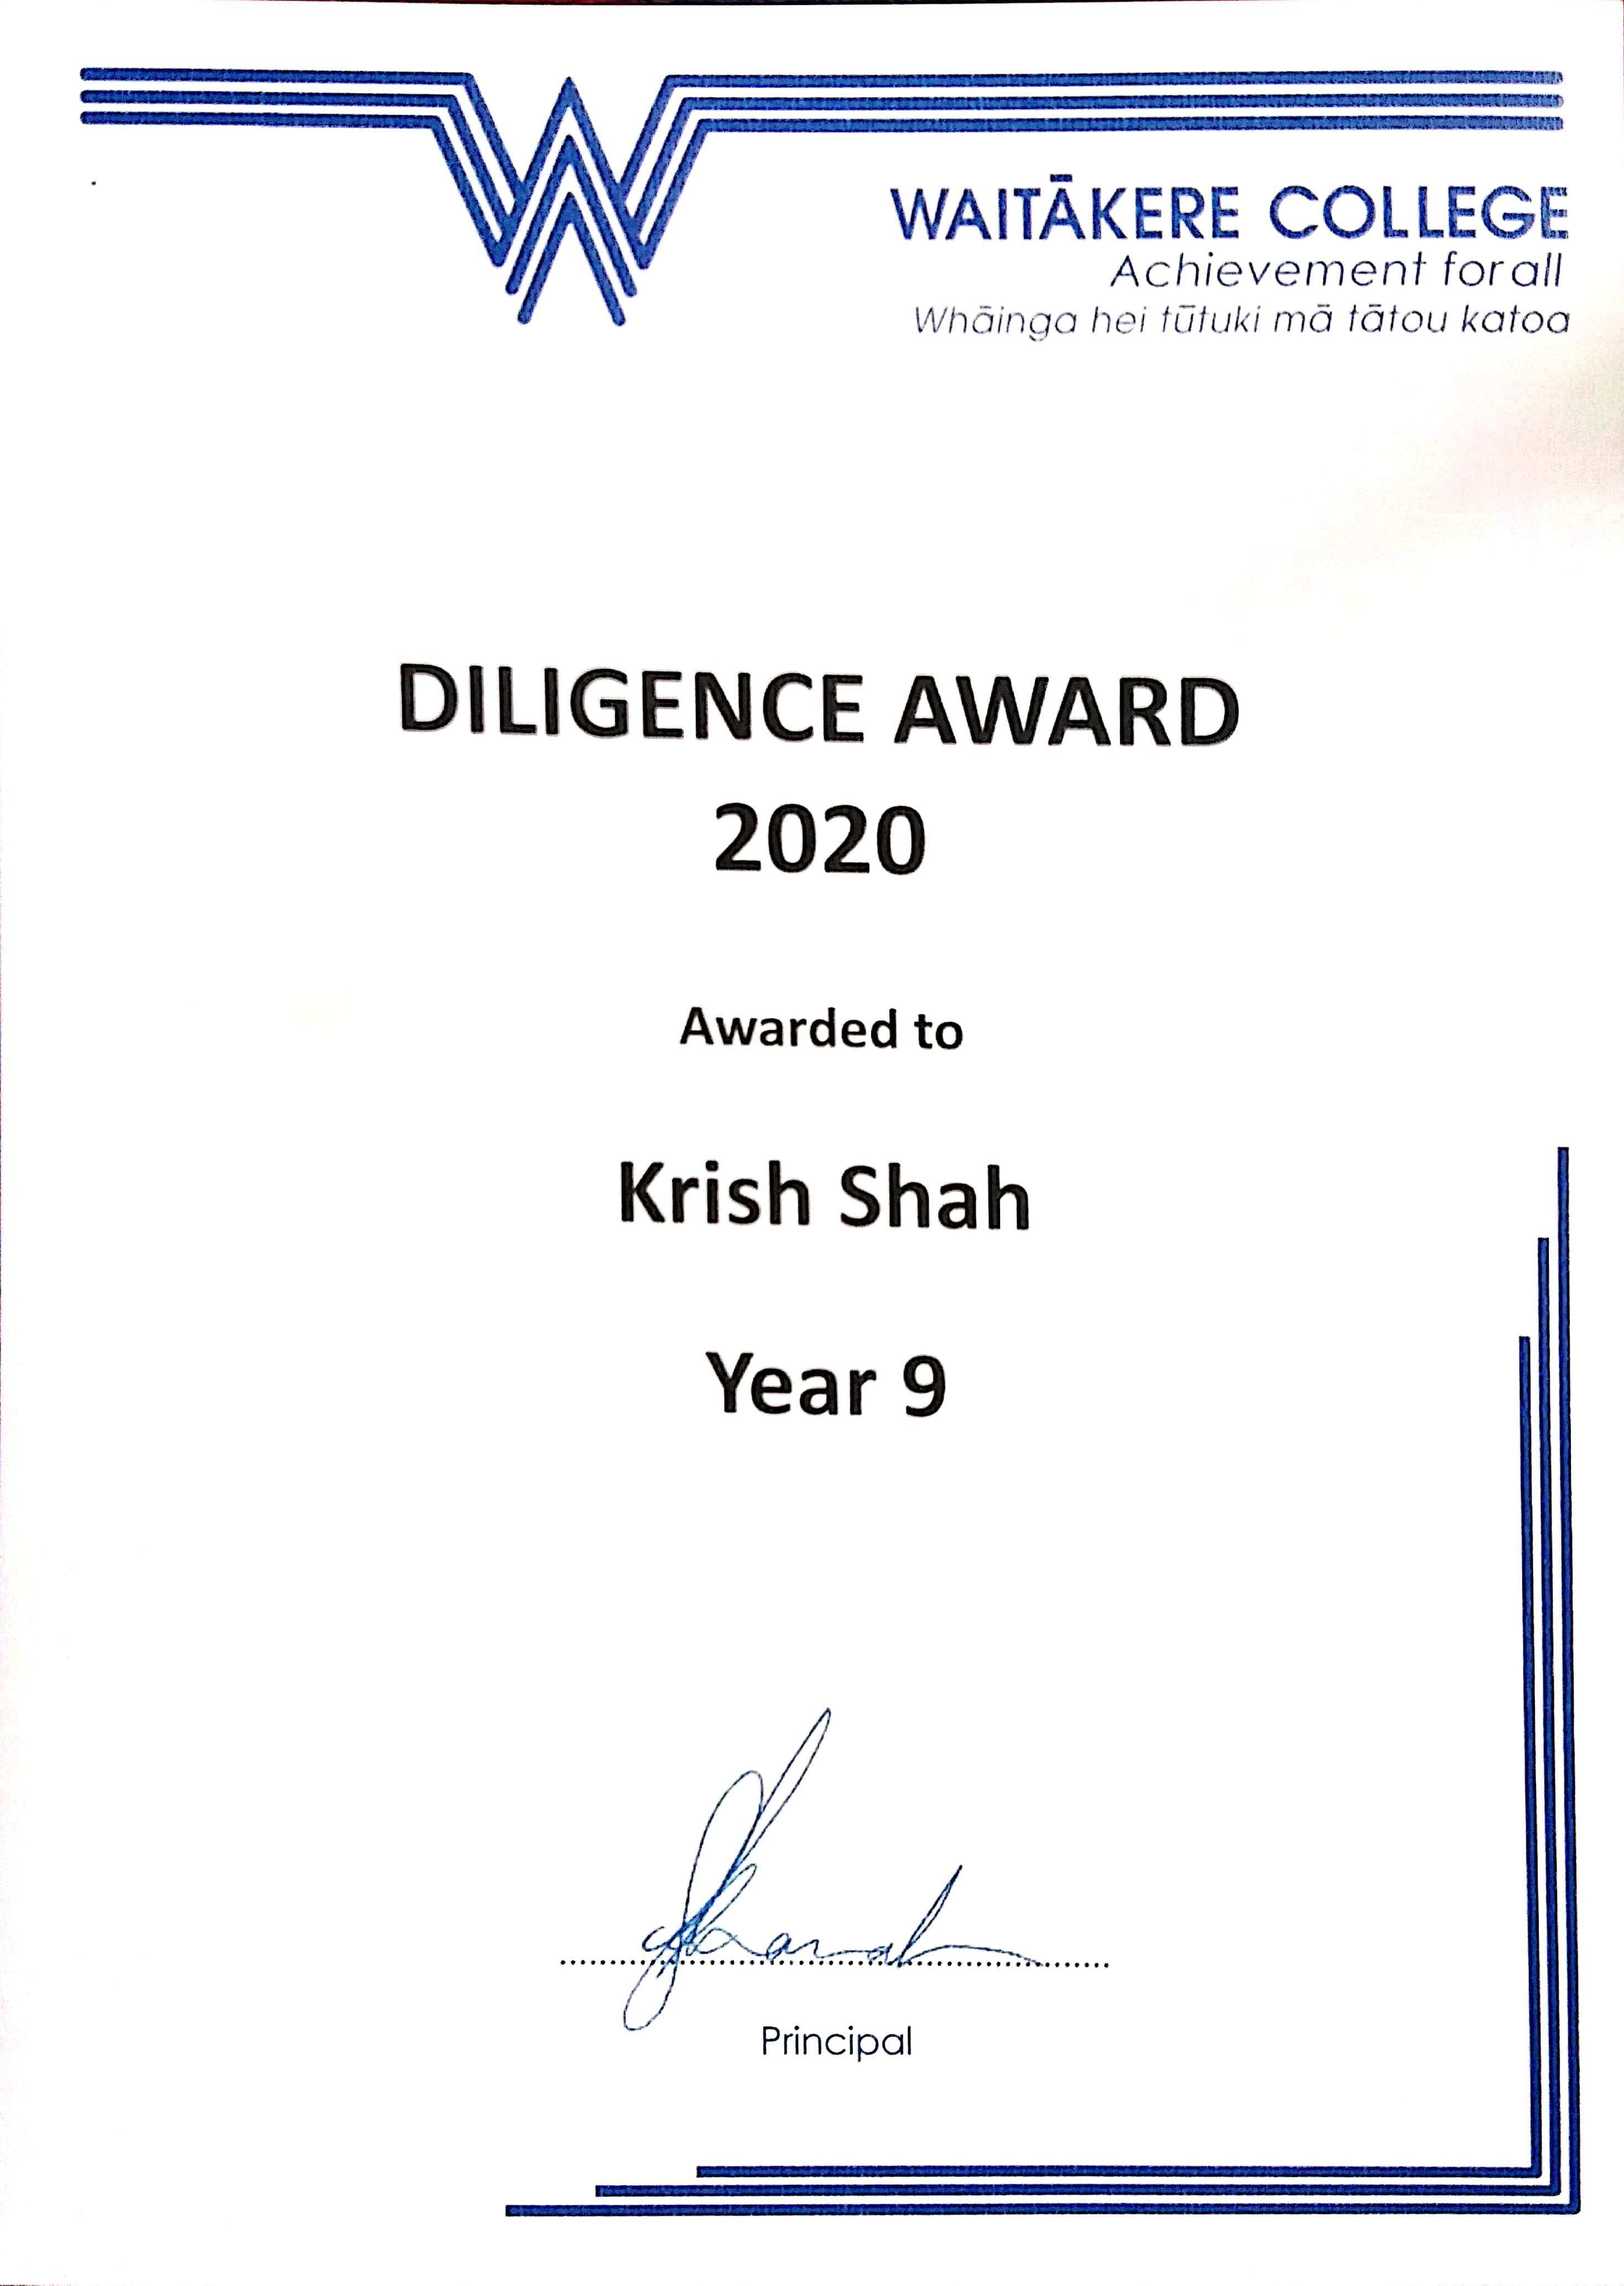 WAITĀKERE COLLEGE
Achievement for all
Whāinga hei tūtuki mā tātou katoa
DILIGENCE AWARD
2020
Awarded to
Krish Shah
Year 9
Principal